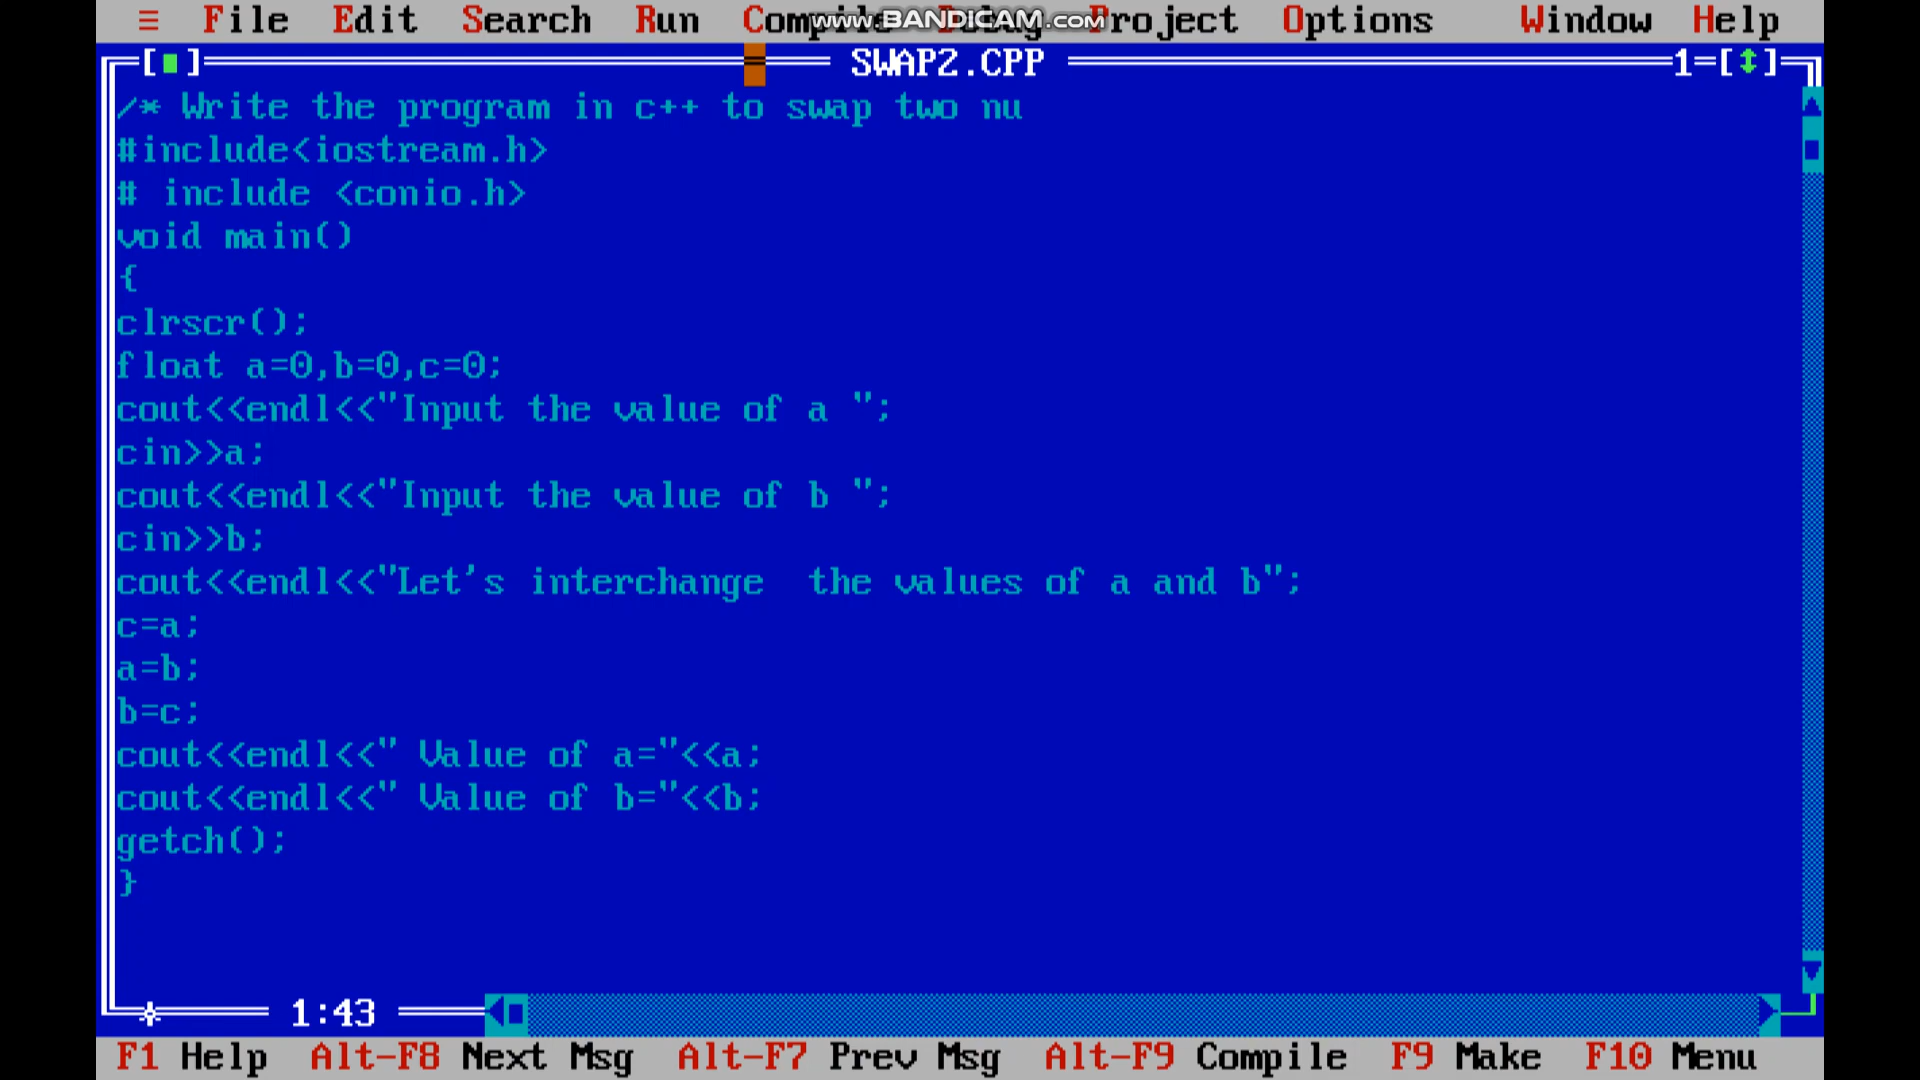 ≡ File Edit Search Run Compile Debug Project Options Window Help
www.BANDICAM.com
[■] SWAP2.CPP 1=[↕]
/* Write the program in c++ to swap two nu
#include<iostream.h>
# include <conio.h>
void main()
{
clrscr();
float a=0,b=0,c=0;
cout<<endl<<"Input the value of a ";
cin>>a;
cout<<endl<<"Input the value of b ";
cin>>b;
cout<<endl<<"Let's interchange  the values of a and b";
c=a;
a=b;
b=c;
cout<<endl<<" Value of a="<<a;
cout<<endl<<" Value of b="<<b;
getch();
}
1:43
F1 Help Alt-F8 Next Msg Alt-F7 Prev Msg Alt-F9 Compile F9 Make F10 Menu